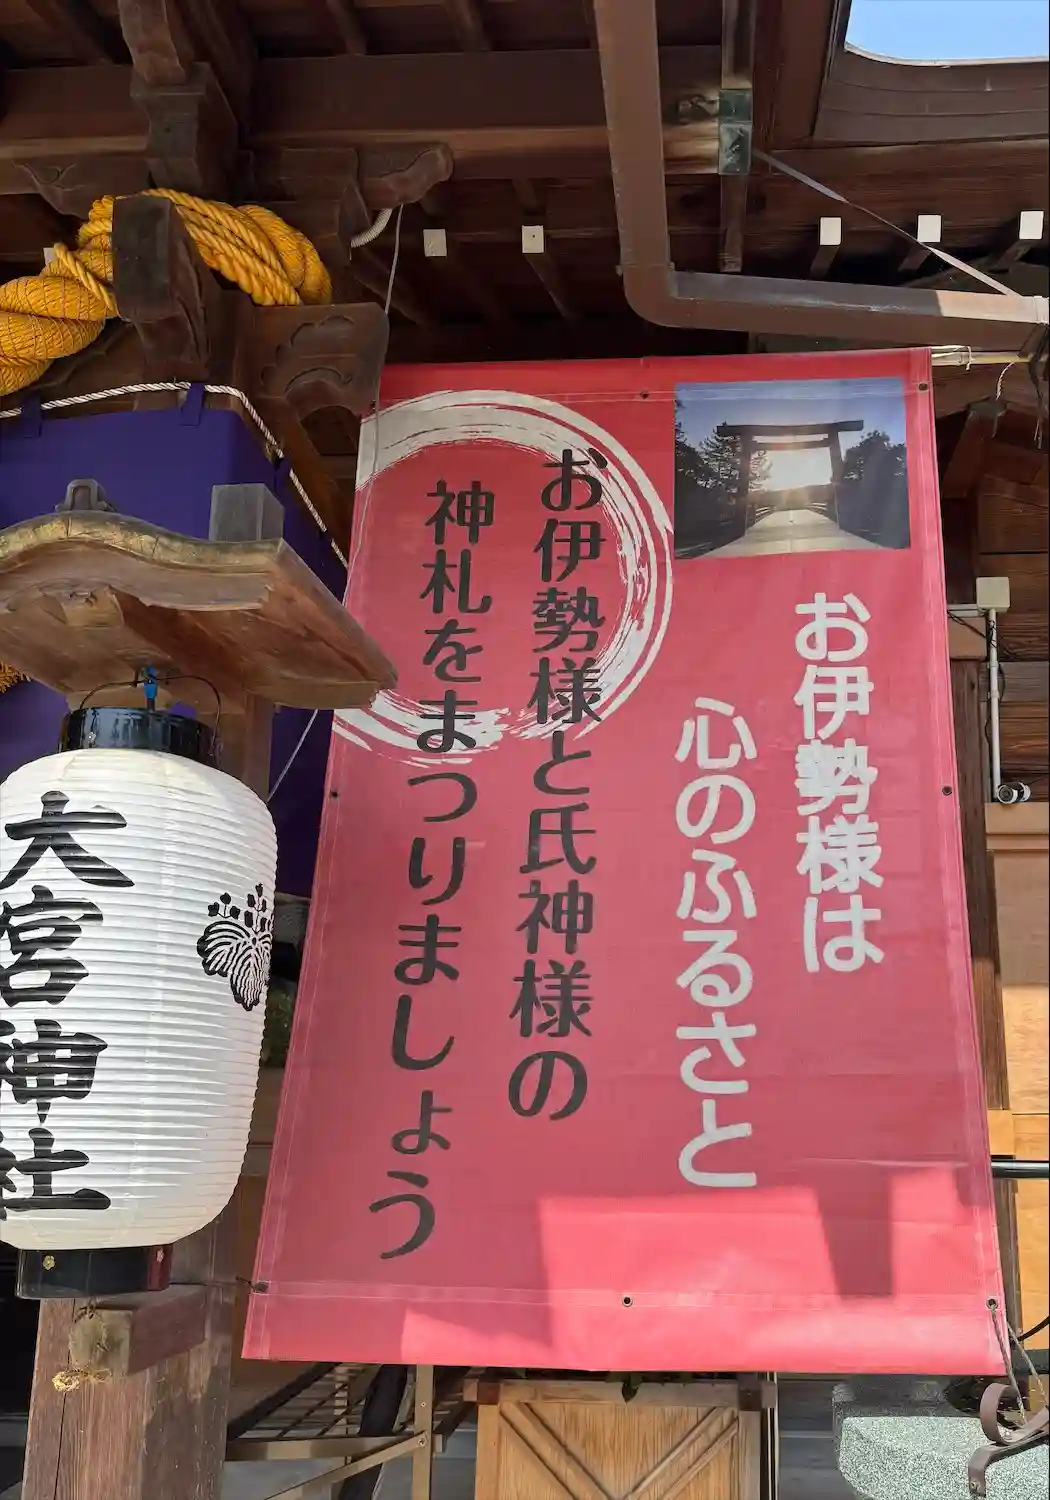 お伊勢様は
心のふるさと
お伊勢様と氏神様の
神札をまつりましょう
大宮神社